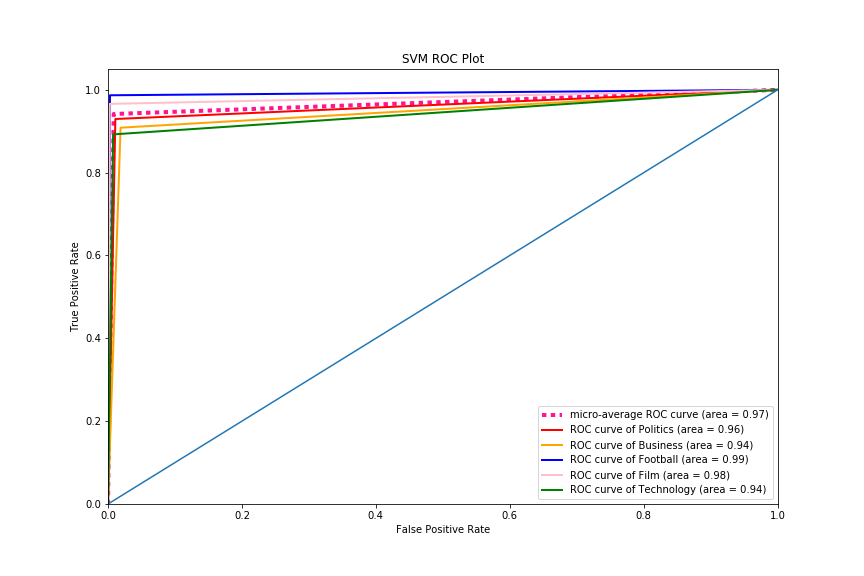 SVM ROC Plot
1.0
0.8
0.6
0.4
0.2
0.0
True Positive Rate
0.0 0.2 0.4 0.6 0.8 1.0
False Positive Rate
micro-average ROC curve (area = 0.97)
ROC curve of Politics (area = 0.96)
ROC curve of Business (area = 0.94)
ROC curve of Football (area = 0.99)
ROC curve of Film (area = 0.98)
ROC curve of Technology (area = 0.94)